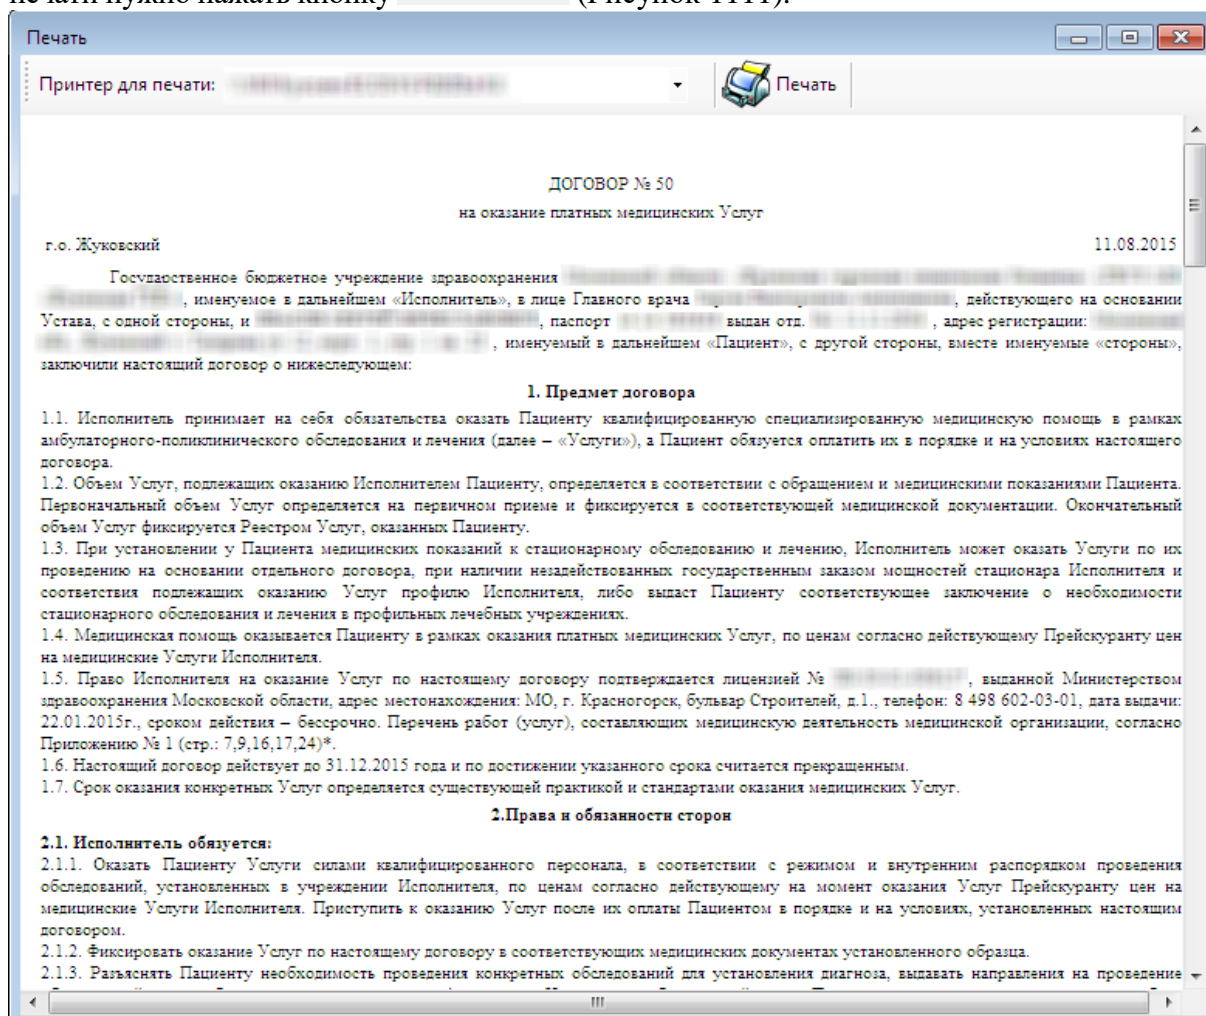 печати нужно нажать кнопку (Рисунок 1111).
Печать
Принтер для печати: Печать
ДОГОВОР № 50
на оказание платных медицинских Услуг
г.о. Жуковский 11.08.2015
Государственное бюджетное учреждение здравоохранения
, именуемое в дальнейшем «Исполнитель», в лице Главного врача , действующего на основании
Устава, с одной стороны, и , паспорт выдан отд. , адрес регистрации:
, именуемый в дальнейшем «Пациент», с другой стороны, вместе именуемые «стороны»,
заключили настоящий договор о нижеследующем:
1. Предмет договора
1.1. Исполнитель принимает на себя обязательства оказать Пациенту квалифицированную специализированную медицинскую помощь в рамках
амбулаторного-поликлинического обследования и лечения (далее – «Услуги»), а Пациент обязуется оплатить их в порядке и на условиях настоящего
договора.
1.2. Объем Услуг, подлежащих оказанию Исполнителем Пациенту, определяется в соответствии с обращением и медицинскими показаниями Пациента.
Первоначальный объем Услуг определяется на первичном приеме и фиксируется в соответствующей медицинской документации. Окончательный
объем Услуг фиксируется Реестром Услуг, оказанных Пациенту.
1.3. При установлении у Пациента медицинских показаний к стационарному обследованию и лечению, Исполнитель может оказать Услуги по их
проведению на основании отдельного договора, при наличии незадействованных государственным заказом мощностей стационара Исполнителя и
соответствия подлежащих оказанию Услуг профилю Исполнителя, либо выдаст Пациенту соответствующее заключение о необходимости
стационарного обследования и лечения в профильных лечебных учреждениях.
1.4. Медицинская помощь оказывается Пациенту в рамках оказания платных медицинских Услуг, по ценам согласно действующему Прейскуранту цен
на медицинские Услуги Исполнителя.
1.5. Право Исполнителя на оказание Услуг по настоящему договору подтверждается лицензией № , выданной Министерством
здравоохранения Московской области, адрес местонахождения: МО, г. Красногорск, бульвар Строителей, д.1., телефон: 8 498 602-03-01, дата выдачи:
22.01.2015г., сроком действия – бессрочно. Перечень работ (услуг), составляющих медицинскую деятельность медицинской организации, согласно
Приложению № 1 (стр.: 7,9,16,17,24)*.
1.6. Настоящий договор действует до 31.12.2015 года и по достижении указанного срока считается прекращенным.
1.7. Срок оказания конкретных Услуг определяется существующей практикой и стандартами оказания медицинских Услуг.
2.Права и обязанности сторон
2.1. Исполнитель обязуется:
2.1.1. Оказать Пациенту Услуги силами квалифицированного персонала, в соответствии с режимом и внутренним распорядком проведения
обследований, установленных в учреждении Исполнителя, по ценам согласно действующему на момент оказания Услуг Прейскуранту цен на
медицинские Услуги Исполнителя. Приступить к оказанию Услуг после их оплаты Пациентом в порядке и на условиях, установленных настоящим
договором.
2.1.2. Фиксировать оказание Услуг по настоящему договору в соответствующих медицинских документах установленного образца.
2.1.3. Разъяснять Пациенту необходимость проведения конкретных обследований для установления диагноза, выдавать направления на проведение